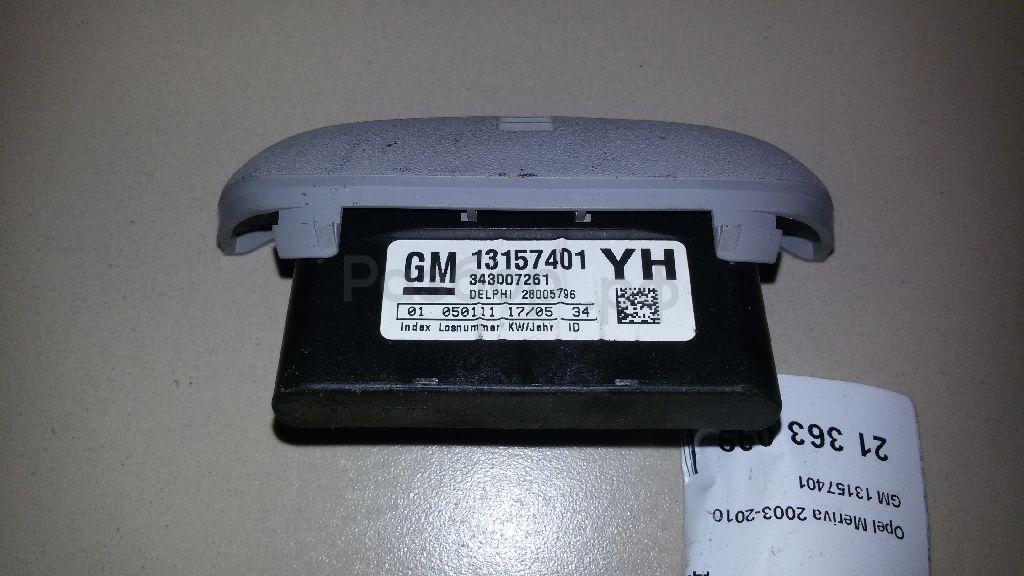 GM 13157401 YH
343007261
DELPHI 28005796
01 050111 17/05 34
Index Losnummer KW/Jahr ID
21 363
GM 13157401
Opel Meriva 2003-2010